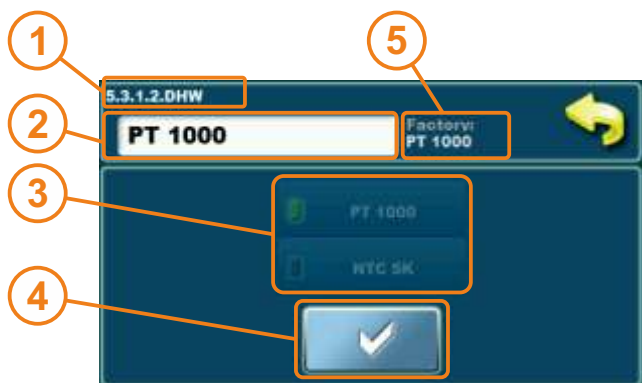 1
5
5.3.1.2.DHW
2
PT 1000
Factory:
PT 1000
3
PT 1000
NTC 5K
4